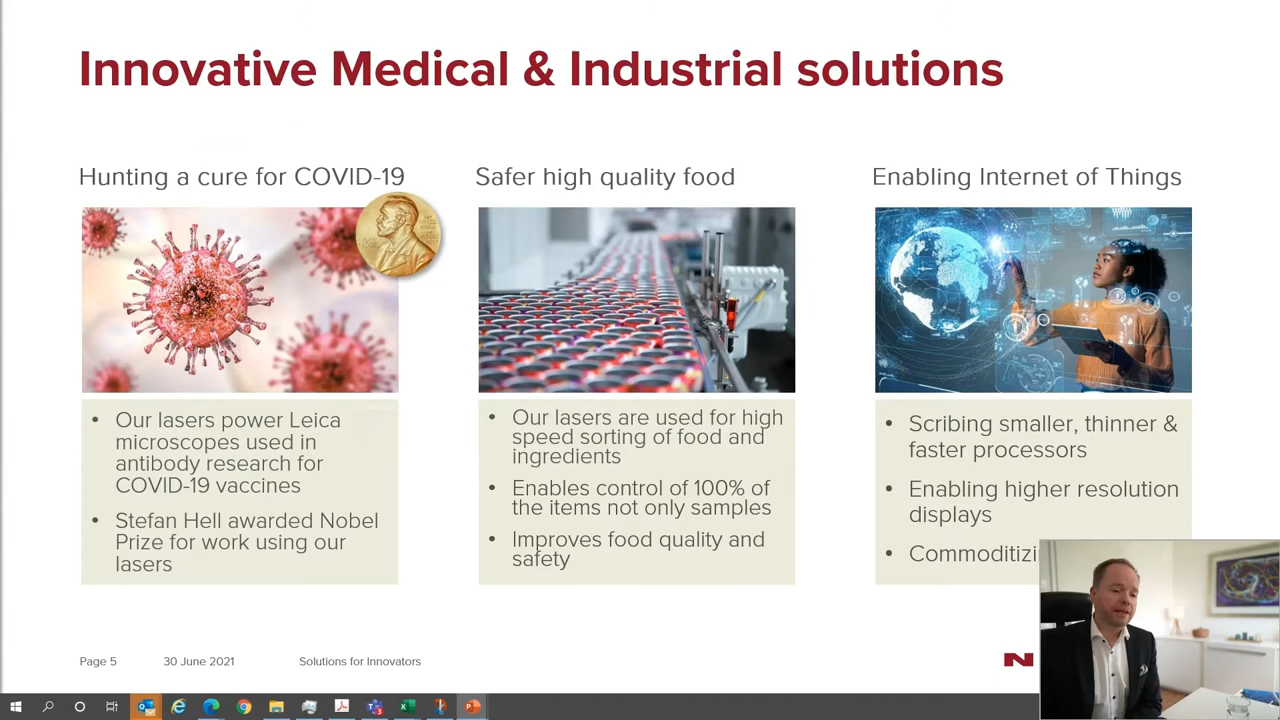 Innovative Medical & Industrial solutions
Hunting a cure for COVID-19
• Our lasers power Leica
microscopes used in
antibody research for
COVID-19 vaccines
• Stefan Hell awarded Nobel
Prize for work using our
lasers
Safer high quality food
• Our lasers are used for high
speed sorting of food and
ingredients
• Enables control of 100% of
the items not only samples
• Improves food quality and
safety
Enabling Internet of Things
• Scribing smaller, thinner &
faster processors
• Enabling higher resolution
displays
•
Page 5
30 June 2021
Solutions for Innovators